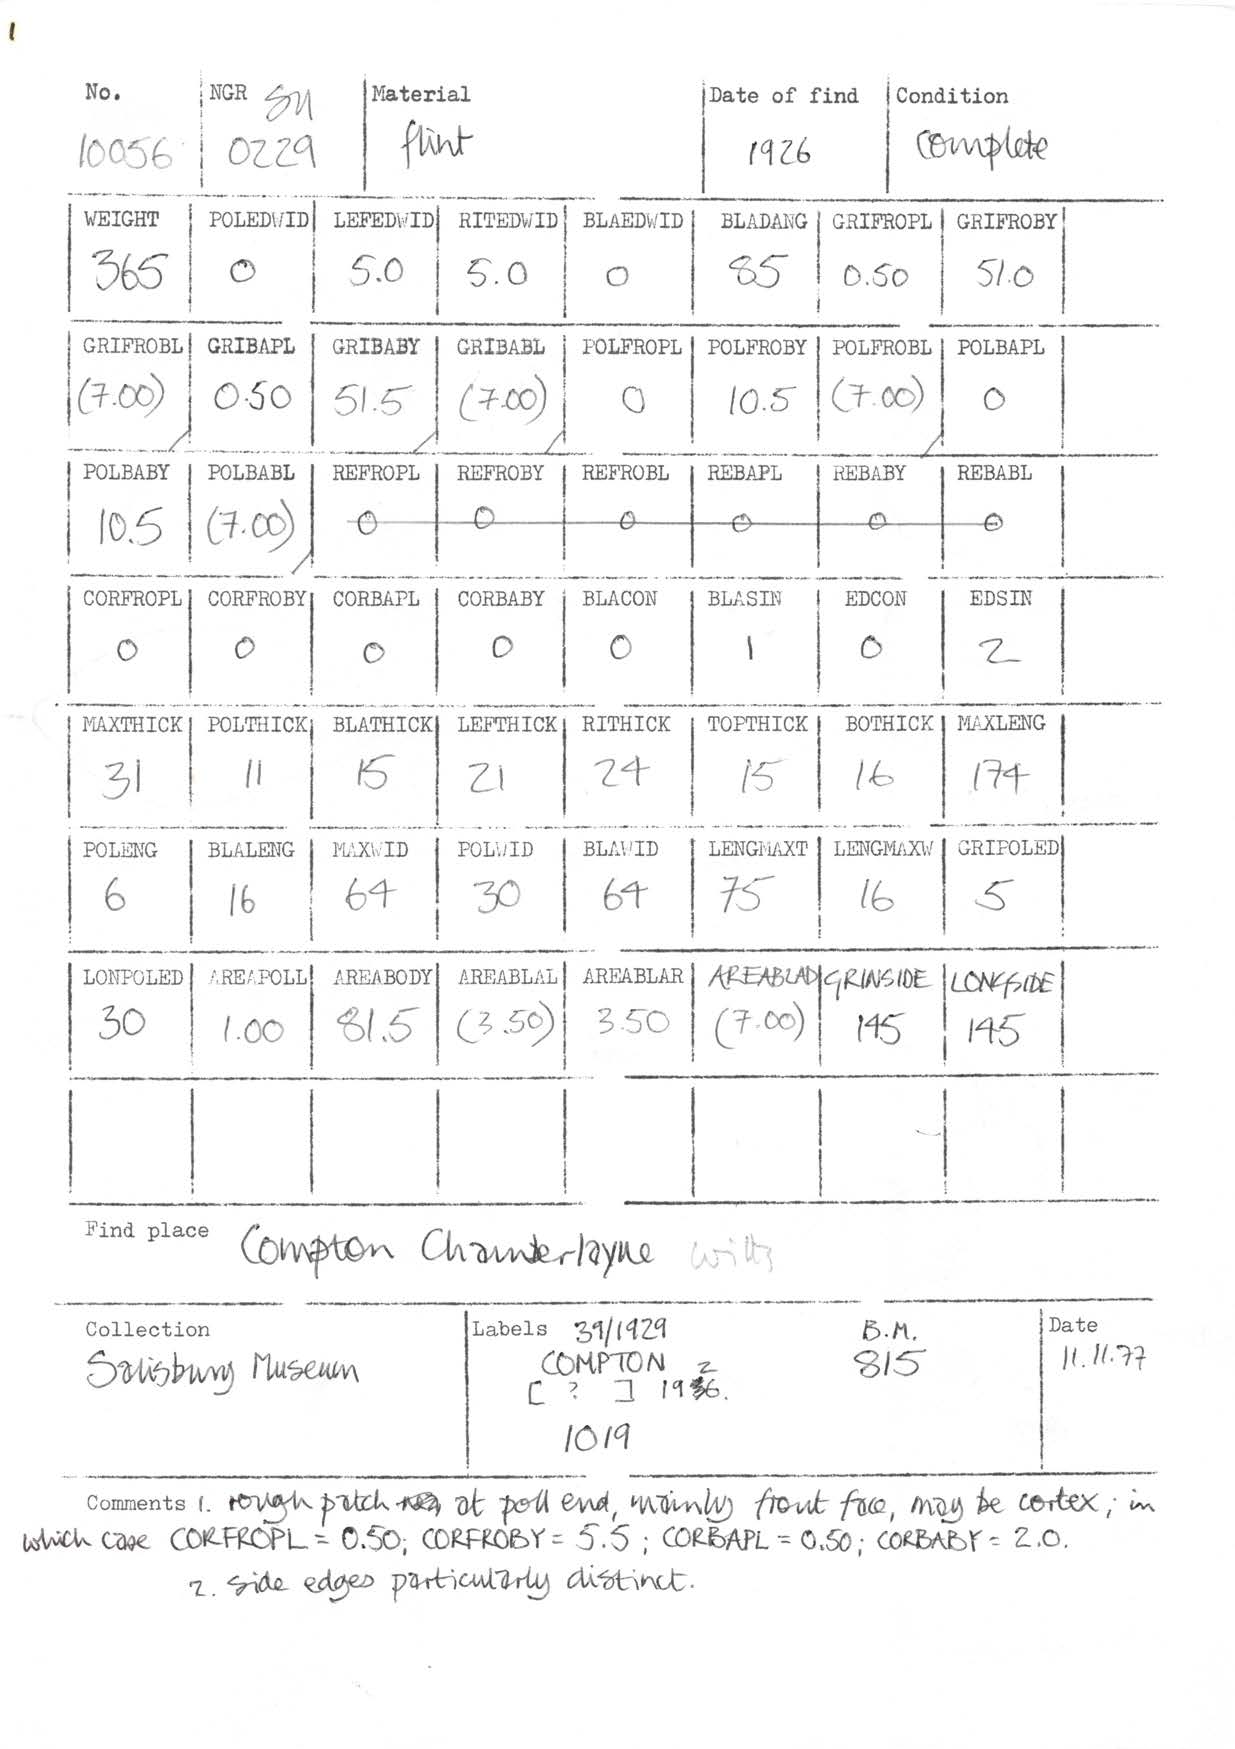 1
No. NGR SU Material Date of find Condition
10056 0229 flint 1926 complete
WEIGHT POLEDWID LEFEDWID RITEDWID BLAEDWID BLADANG GRIFROPL GRIFROBY
365 0 5.0 5.0 0 85 0.50 51.0
GRIFROBL GRIBAPL GRIBABY GRIBABL POLFROPL POLFROBY POLFROBL POLBAPL
(7.00) 0.50 51.5 (7.00) 0 10.5 (7.00) 0
POLBABY POLBABL REFROPL REFROBY REFROBL REBAPL REBABY REBABL
10.5 (7.00) 0 0 0 0 0 0
CORFROPL CORFROBY CORBAPL CORBABY BLACON BLASIN EDCON EDSIN
0 0 0 0 0 1 0 2
MAXTHICK POLTHICK BLATHICK LEFTHICK RITHICK TOPTHICK BOTHICK MAXLENG
31 11 15 21 24 15 16 174
POLENG BLALENG MAXWID POLWID BLAWID LENGMAXT LENGMAXW GRIPOLED
6 16 64 30 64 75 16 5
LONPOLED AREAPOLL AREABODY AREABLAL AREABLAR AREABLAD GRINSIDE LONGSIDE
30 1.00 81.5 (3.50) 3.50 (7.00) 145 145
Find place Compton Chamberlayne Wilts
Collection Labels 39/1929 B.M. Date
Salisbury Museum COMPTON 815 11.11.77
[ ? ] 1926.
1019
Comments 1. rough patch at poll end, mainly front face, may be cortex; in
which case CORFROPL = 0.50; CORFROBY = 5.5; CORBAPL = 0.50; CORBABY = 2.0.
2. side edges particularly distinct.